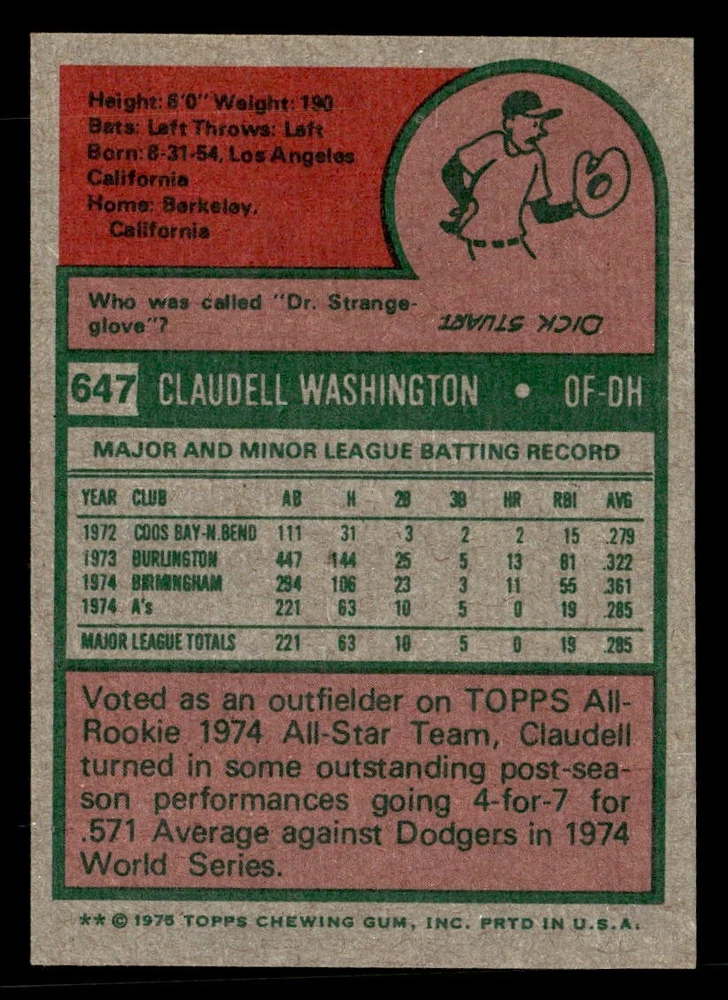 Height: 6'0" Weight: 190
Bats: Left Throws: Left
Born: 8-31-54, Los Angeles
California
Home: Berkeley,
California
Who was called "Dr. Strange-
glove"?
DICK STUART
647 CLAUDELL WASHINGTON • OF-DH
MAJOR AND MINOR LEAGUE BATTING RECORD
YEAR CLUB AB H 2B 3B HR RBI AVG
1972 COOS BAY-N.BEND 111 31 3 2 2 15 .279
1973 BURLINGTON 447 144 25 5 13 81 .322
1974 BIRMINGHAM 294 106 23 3 11 55 .361
1974 A's 221 63 10 5 0 19 .285
MAJOR LEAGUE TOTALS 221 63 10 5 0 19 .285
Voted as an outfielder on TOPPS All-
Rookie 1974 All-Star Team, Claudell
turned in some outstanding post-sea-
son performances going 4-for-7 for
.571 Average against Dodgers in 1974
World Series.
** © 1975 TOPPS CHEWING GUM, INC. PRTD IN U.S.A.